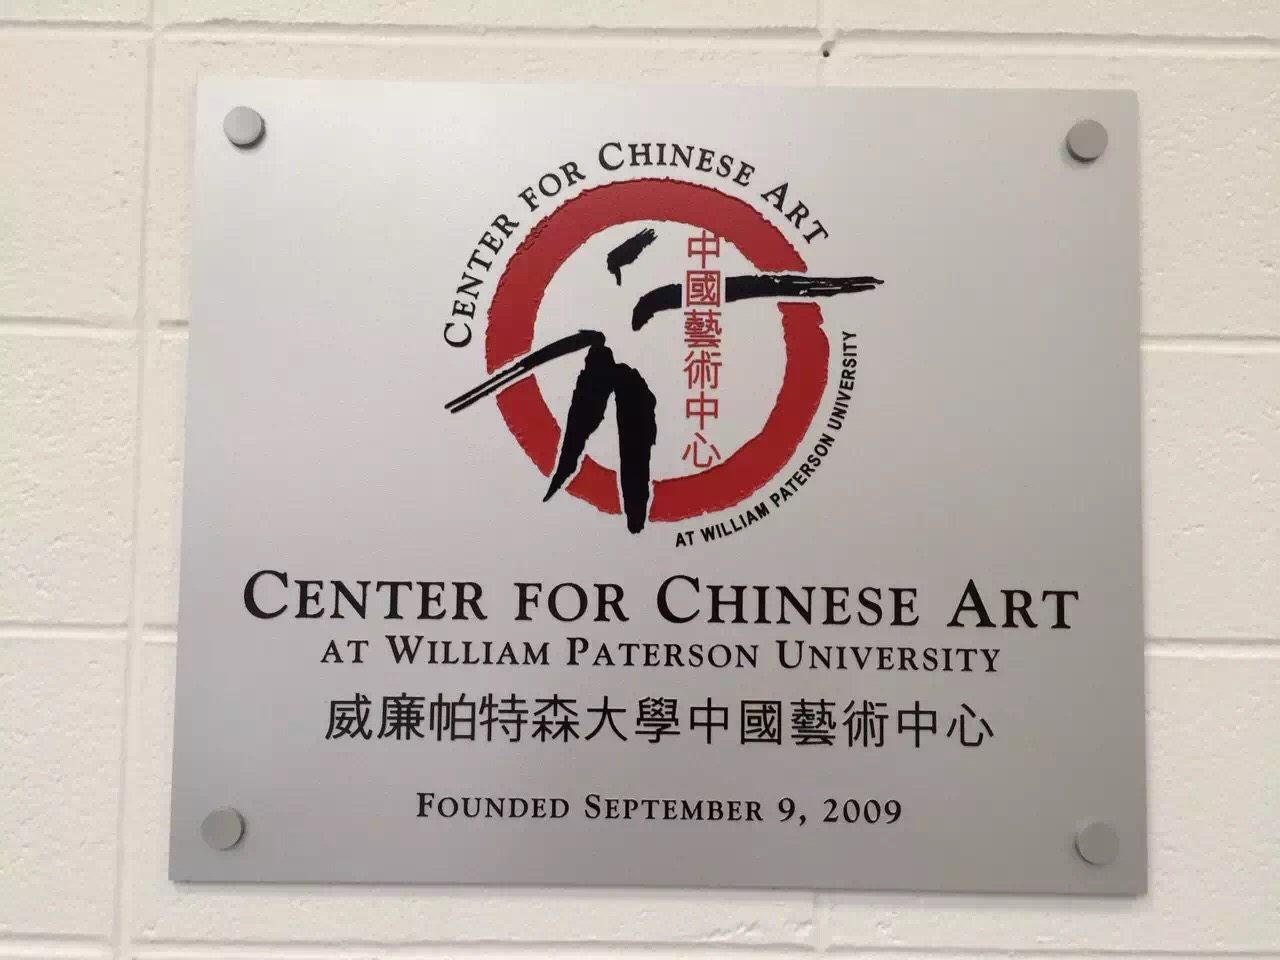 CENTER FOR CHINESE ART
中國藝術中心
AT WILLIAM PATERSON UNIVERSITY
CENTER FOR CHINESE ART
AT WILLIAM PATERSON UNIVERSITY
威廉帕特森大學中國藝術中心
FOUNDED SEPTEMBER 9, 2009